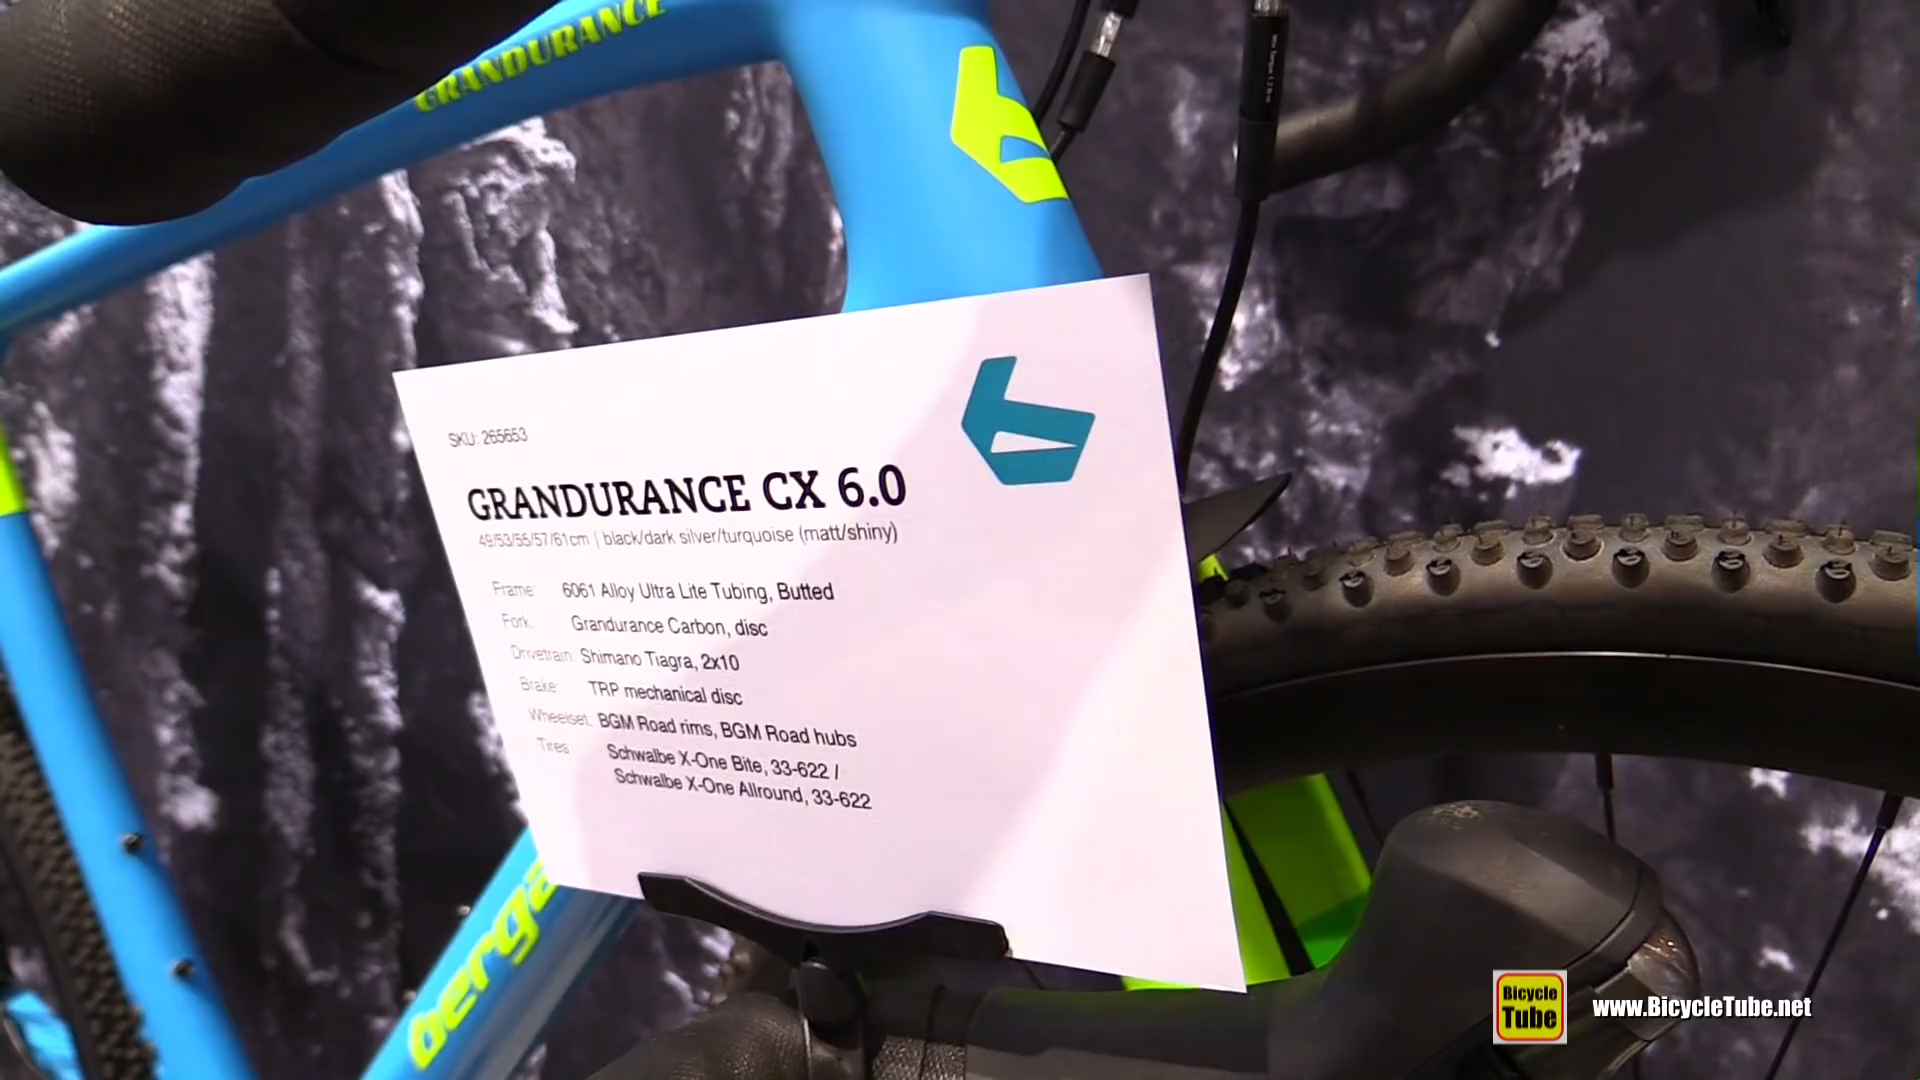 GRANDURANCE
SKU: 265653
GRANDURANCE CX 6.0
49/53/55/57/61cm | black/dark silver/turquoise (matt/shiny)
Frame: 6061 Alloy Ultra Lite Tubing, Butted
Fork: Grandurance Carbon, disc
Drivetrain: Shimano Tiagra, 2x10
Brake: TRP mechanical disc
Wheelset: BGM Road rims, BGM Road hubs
Tires Schwalbe X-One Bite, 33-622 /
Schwalbe X-One Allround, 33-622
berga
Bicycle
Tube
www.BicycleTube.net